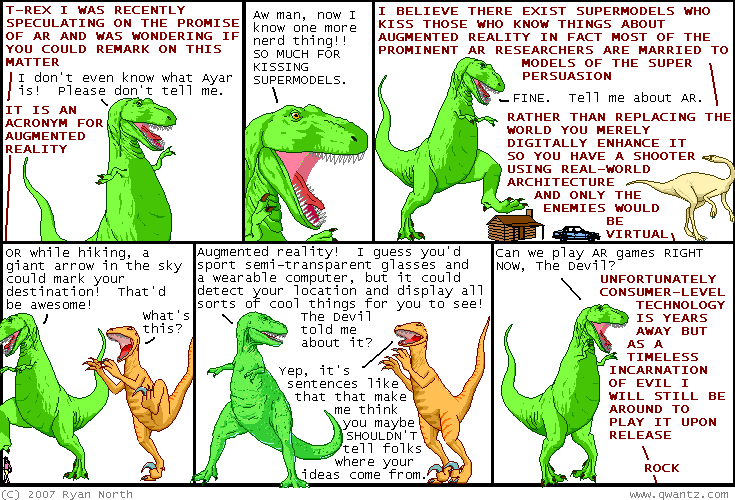 T-REX I WAS RECENTLY
SPECULATING ON THE PROMISE
OF AR AND WAS WONDERING IF
YOU COULD REMARK ON THIS
MATTER
I don't even know what Ayar
is! Please don't tell me.
IT IS AN
ACRONYM FOR
AUGMENTED
REALITY
Aw man, now I
know one more
nerd thing!!
SO MUCH FOR
KISSING
SUPERMODELS.
I BELIEVE THERE EXIST SUPERMODELS WHO
KISS THOSE WHO KNOW THINGS ABOUT
AUGMENTED REALITY IN FACT MOST OF THE
PROMINENT AR RESEARCHERS ARE MARRIED TO
MODELS OF THE SUPER
PERSUASION
FINE. Tell me about AR.
RATHER THAN REPLACING THE
WORLD YOU MERELY
DIGITALLY ENHANCE IT
SO YOU HAVE A SHOOTER
USING REAL-WORLD
ARCHITECTURE
AND ONLY THE
ENEMIES WOULD
BE
VIRTUAL
OR while hiking, a
giant arrow in the sky
could mark your
destination! That'd
be awesome!
What's
this?
Augmented reality! I guess you'd
sport semi-transparent glasses and
a wearable computer, but it could
detect your location and display all
sorts of cool things for you to see!
The Devil
told me
about it?
Yep, it's
sentences like
that that make
me think
you maybe
SHOULDN'T
tell folks
where your
ideas come from.
Can we play AR games RIGHT
NOW, The Devil?
UNFORTUNATELY
CONSUMER-LEVEL
TECHNOLOGY
IS YEARS
AWAY BUT
AS A
TIMELESS
INCARNATION
OF EVIL I
WILL STILL BE
AROUND TO
PLAY IT UPON
RELEASE
ROCK
(C) 2007 Ryan North
www.qwantz.com